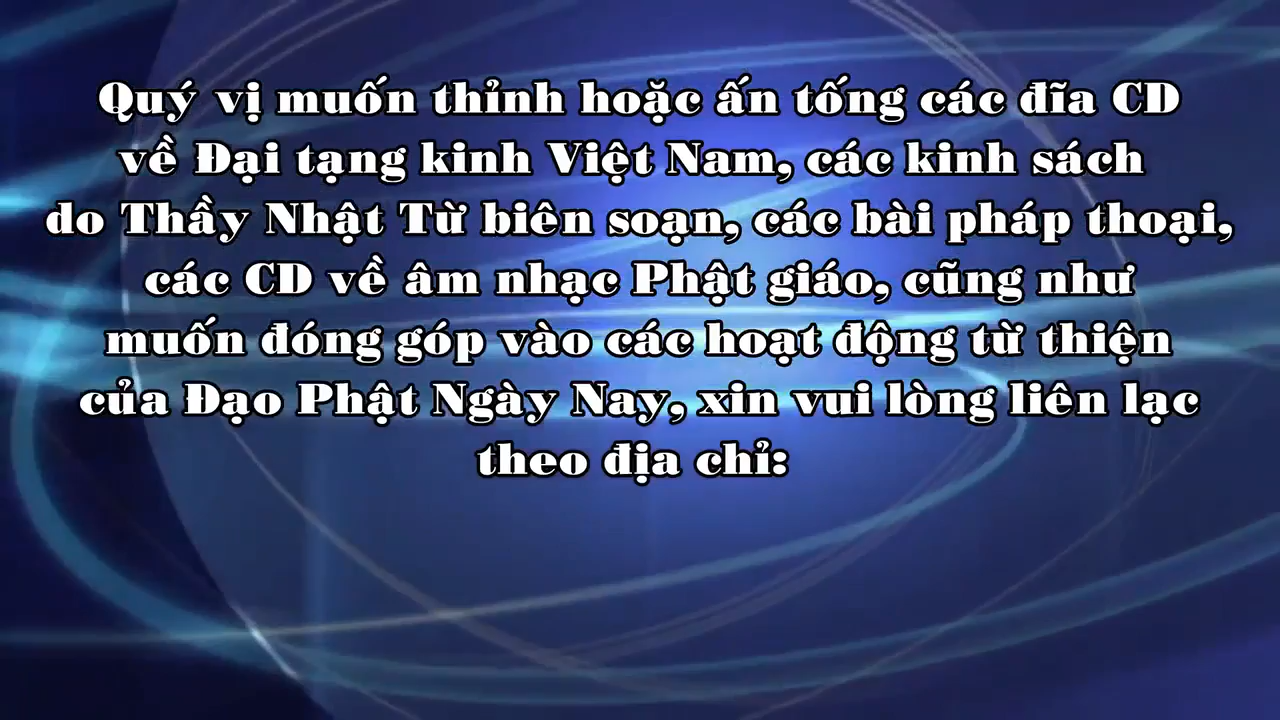 Quý vị muốn thỉnh hoặc ấn tống các đĩa CD
về Đại tạng kinh Việt Nam, các kinh sách
do Thầy Nhật Từ biên soạn, các bài pháp thoại,
các CD về âm nhạc Phật giáo, cũng như
muốn đóng góp vào các hoạt động từ thiện
của Đạo Phật Ngày Nay, xin vui lòng liên lạc
theo địa chỉ: